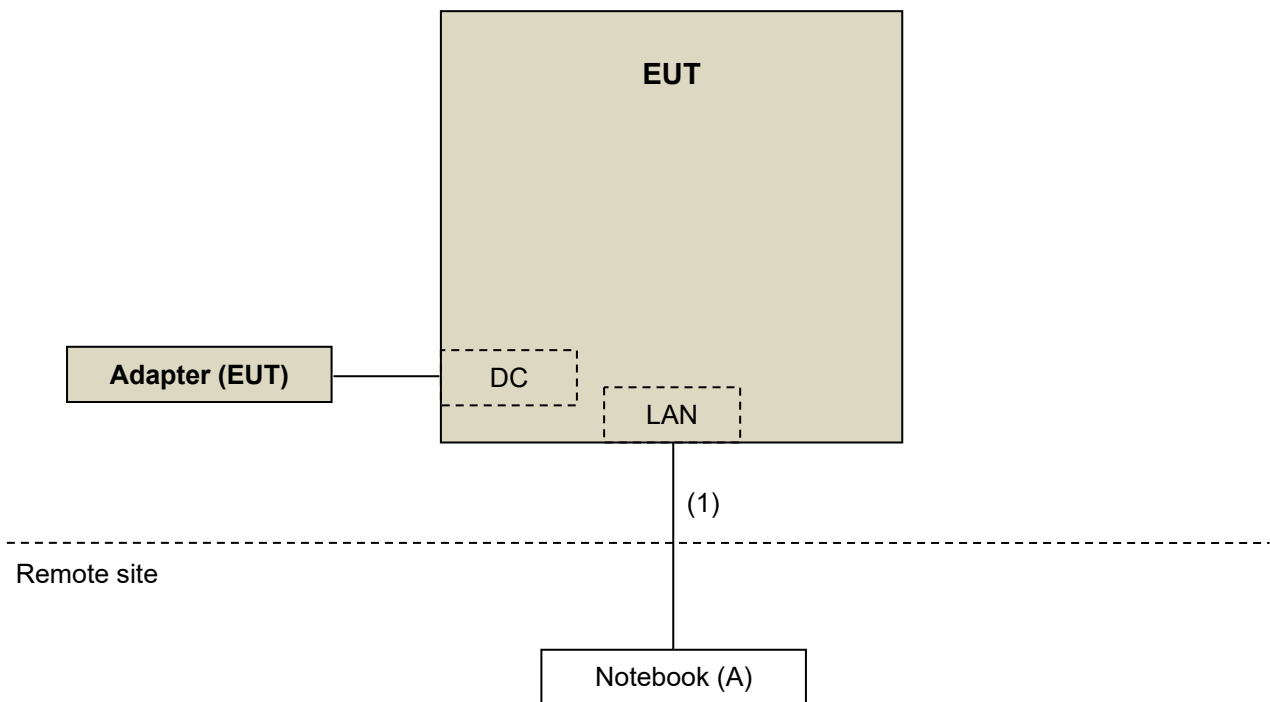 EUT
Adapter (EUT)
DC
LAN
(1)
Remote site
Notebook (A)